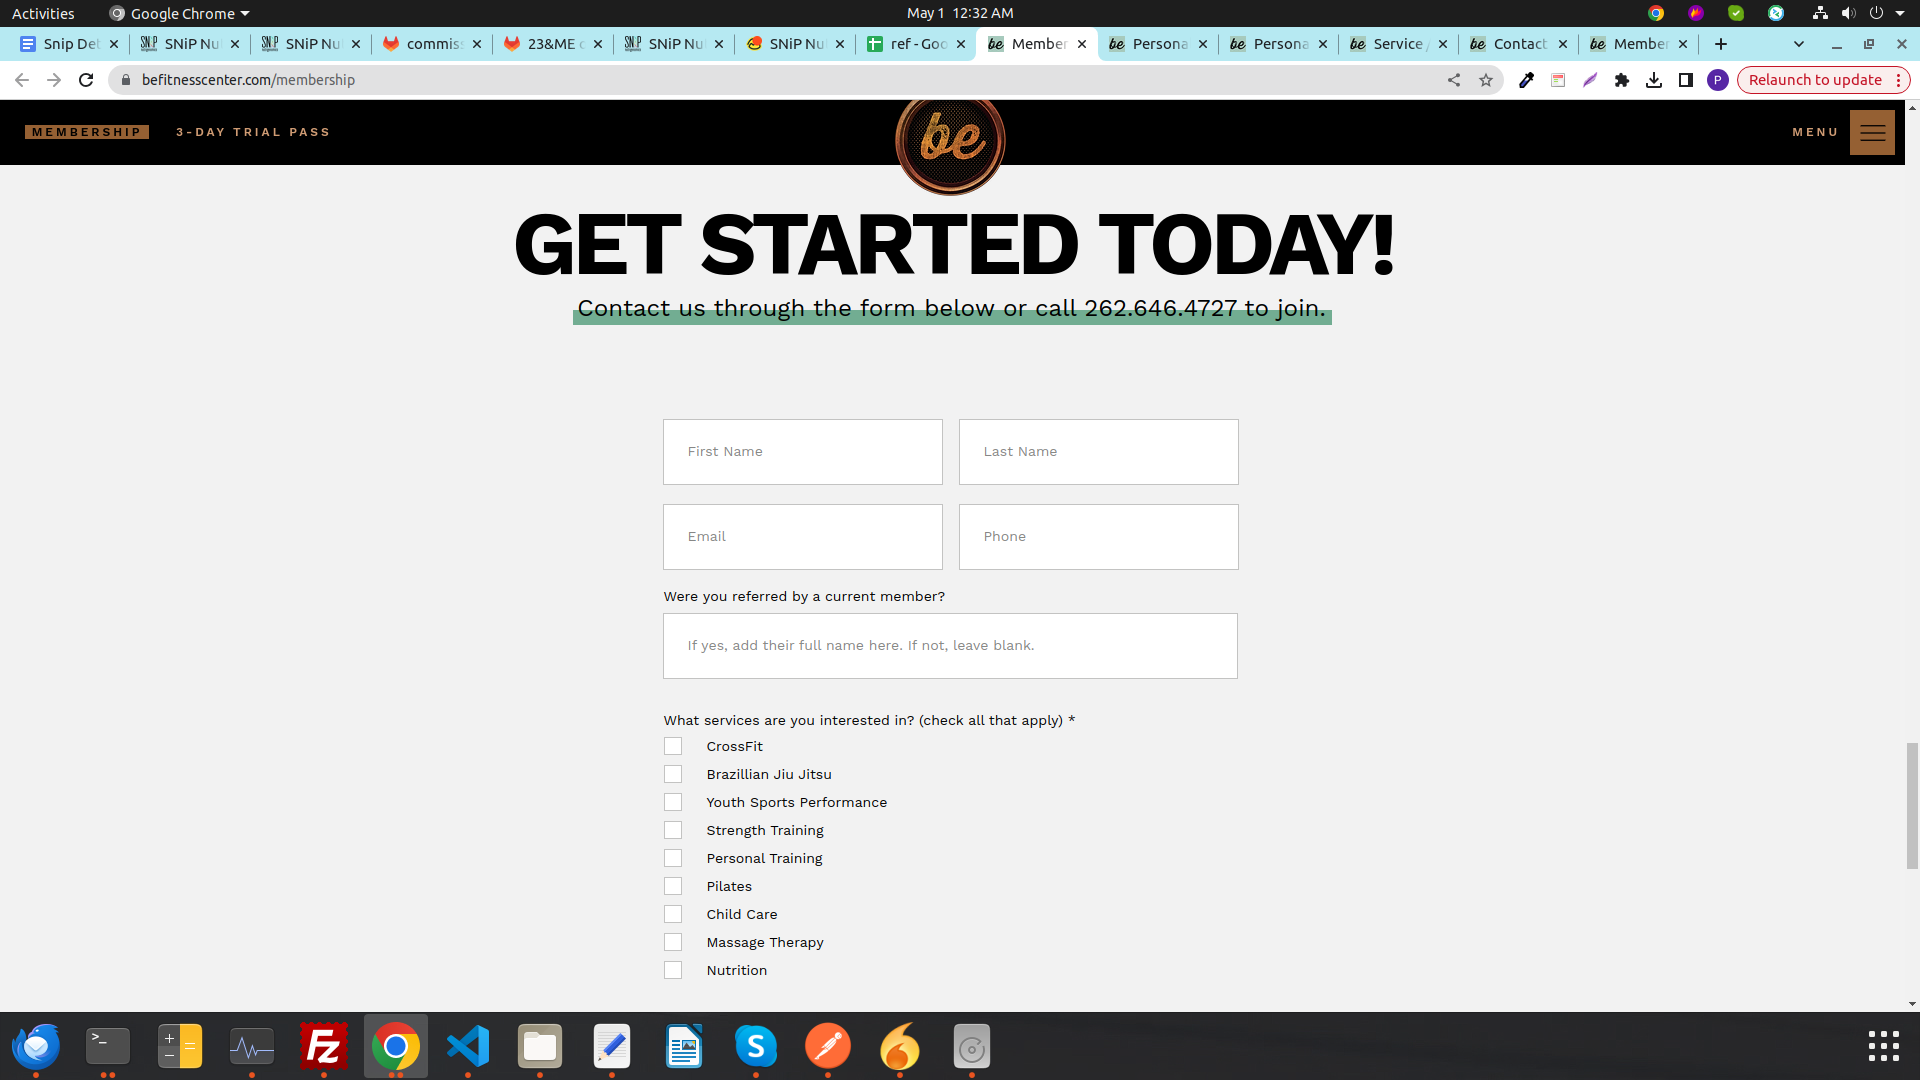 Activities
Google Chrome
May 1 12:32 AM
Snip De
SNiP Nu
SNiP Nu
commis
23&ME
SNiP Nu
SNiP Nu
ref - Goo
Member
Persona
Persona
Service
Contact
Member
befitnesscenter.com/membership
P
Relaunch to update
MEMBERSHIP
3-DAY TRIAL PASS
be
MENU
GET STARTED TODAY!
Contact us through the form below or call 262.646.4727 to join.
First Name
Last Name
Email
Phone
Were you referred by a current member?
If yes, add their full name here. If not, leave blank.
What services are you interested in? (check all that apply) *
CrossFit
Brazillian Jiu Jitsu
Youth Sports Performance
Strength Training
Personal Training
Pilates
Child Care
Massage Therapy
Nutrition